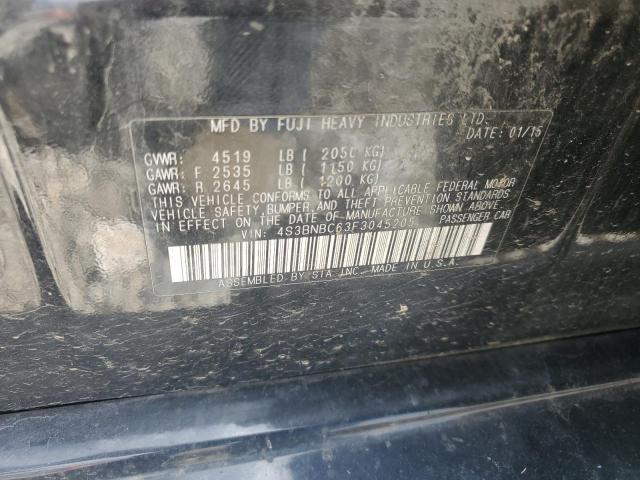 MFD BY FUJI HEAVY INDUSTRIES LTD.
DATE: 01/15
GVWR: 4519 LB ( 2050 KG)
GAWR: F 2535 LB ( 1150 KG)
GAWR: R 2645 LB ( 1200 KG)
THIS VEHICLE CONFORMS TO ALL APPLICABLE FEDERAL MOTOR
VEHICLE SAFETY, BUMPER, AND THEFT PREVENTION STANDARDS
IN EFFECT ON THE DATE OF MANUFACTURE SHOWN ABOVE.
VIN: 4S3BNBC63F3045205 PASSENGER CAR
ASSEMBLED BY SIA, INC. MADE IN U.S.A.